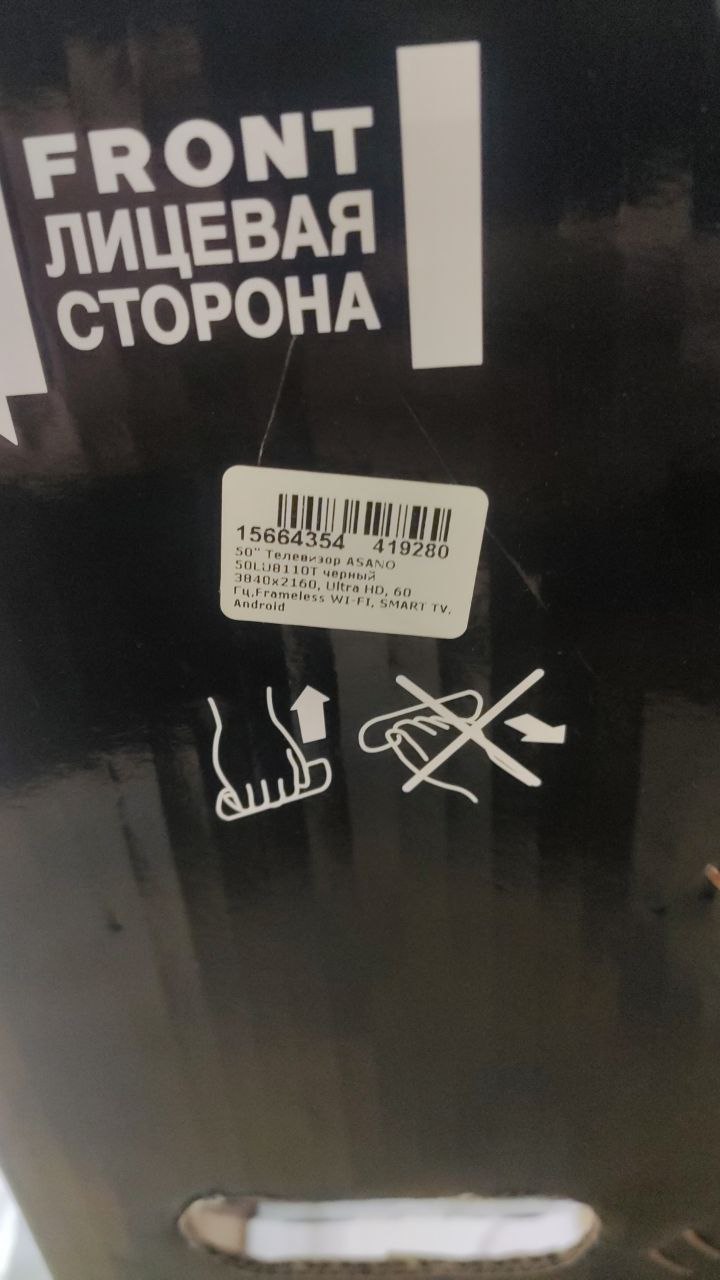 FRONT
ЛИЦЕВАЯ
СТОРОНА
15664354 419280
50" Телевизор ASANO
50LU8110T черный
3840x2160, Ultra HD, 60
Гц,Frameless WI-FI, SMART TV,
Android